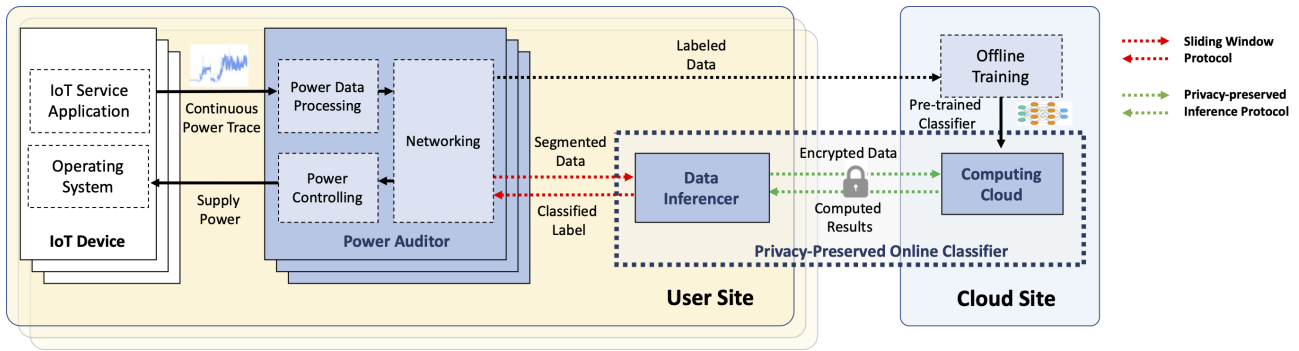 IoT Service
Application
Operating
System
IoT Device
Continuous
Power Trace
Supply
Power
Power Data
Processing
Power
Controlling
Networking
Power Auditor
Labeled
Data
Segmented
Data
Classified
Label
Data
Inferencer
Encrypted Data
Computed
Results
Privacy-Preserved Online Classifier
User Site
Offline
Training
Pre-trained
Classifier
Computing
Cloud
Cloud Site
Sliding Window
Protocol
Privacy-preserved
Inference Protocol